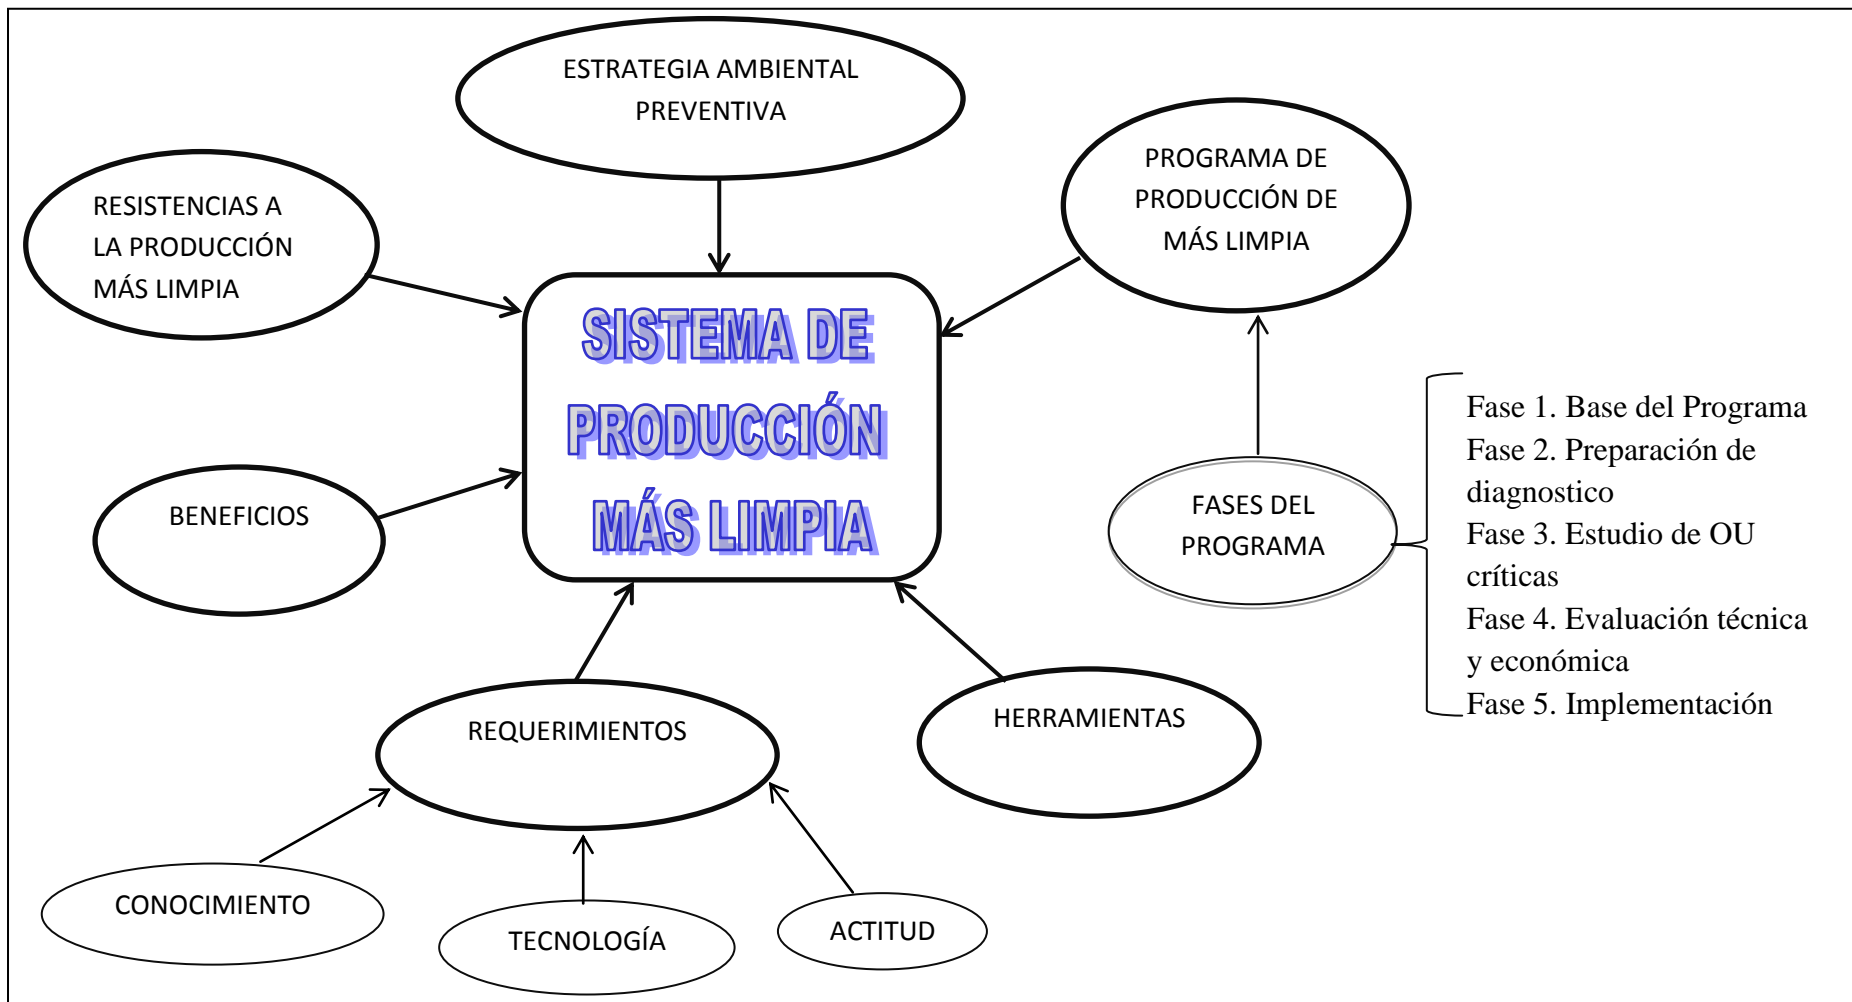 ESTRATEGIA AMBIENTAL
PREVENTIVA
PROGRAMA DE
PRODUCCIÓN DE
MÁS LIMPIA
RESISTENCIAS A
LA PRODUCCIÓN
MÁS LIMPIA
SISTEMA DE
PRODUCCIÓN
MÁS LIMPIA
BENEFICIOS
FASES DEL
PROGRAMA
Fase 1. Base del Programa
Fase 2. Preparación de
diagnostico
Fase 3. Estudio de OU
críticas
Fase 4. Evaluación técnica
y económica
Fase 5. Implementación
REQUERIMIENTOS
HERRAMIENTAS
CONOCIMIENTO
TECNOLOGÍA
ACTITUD